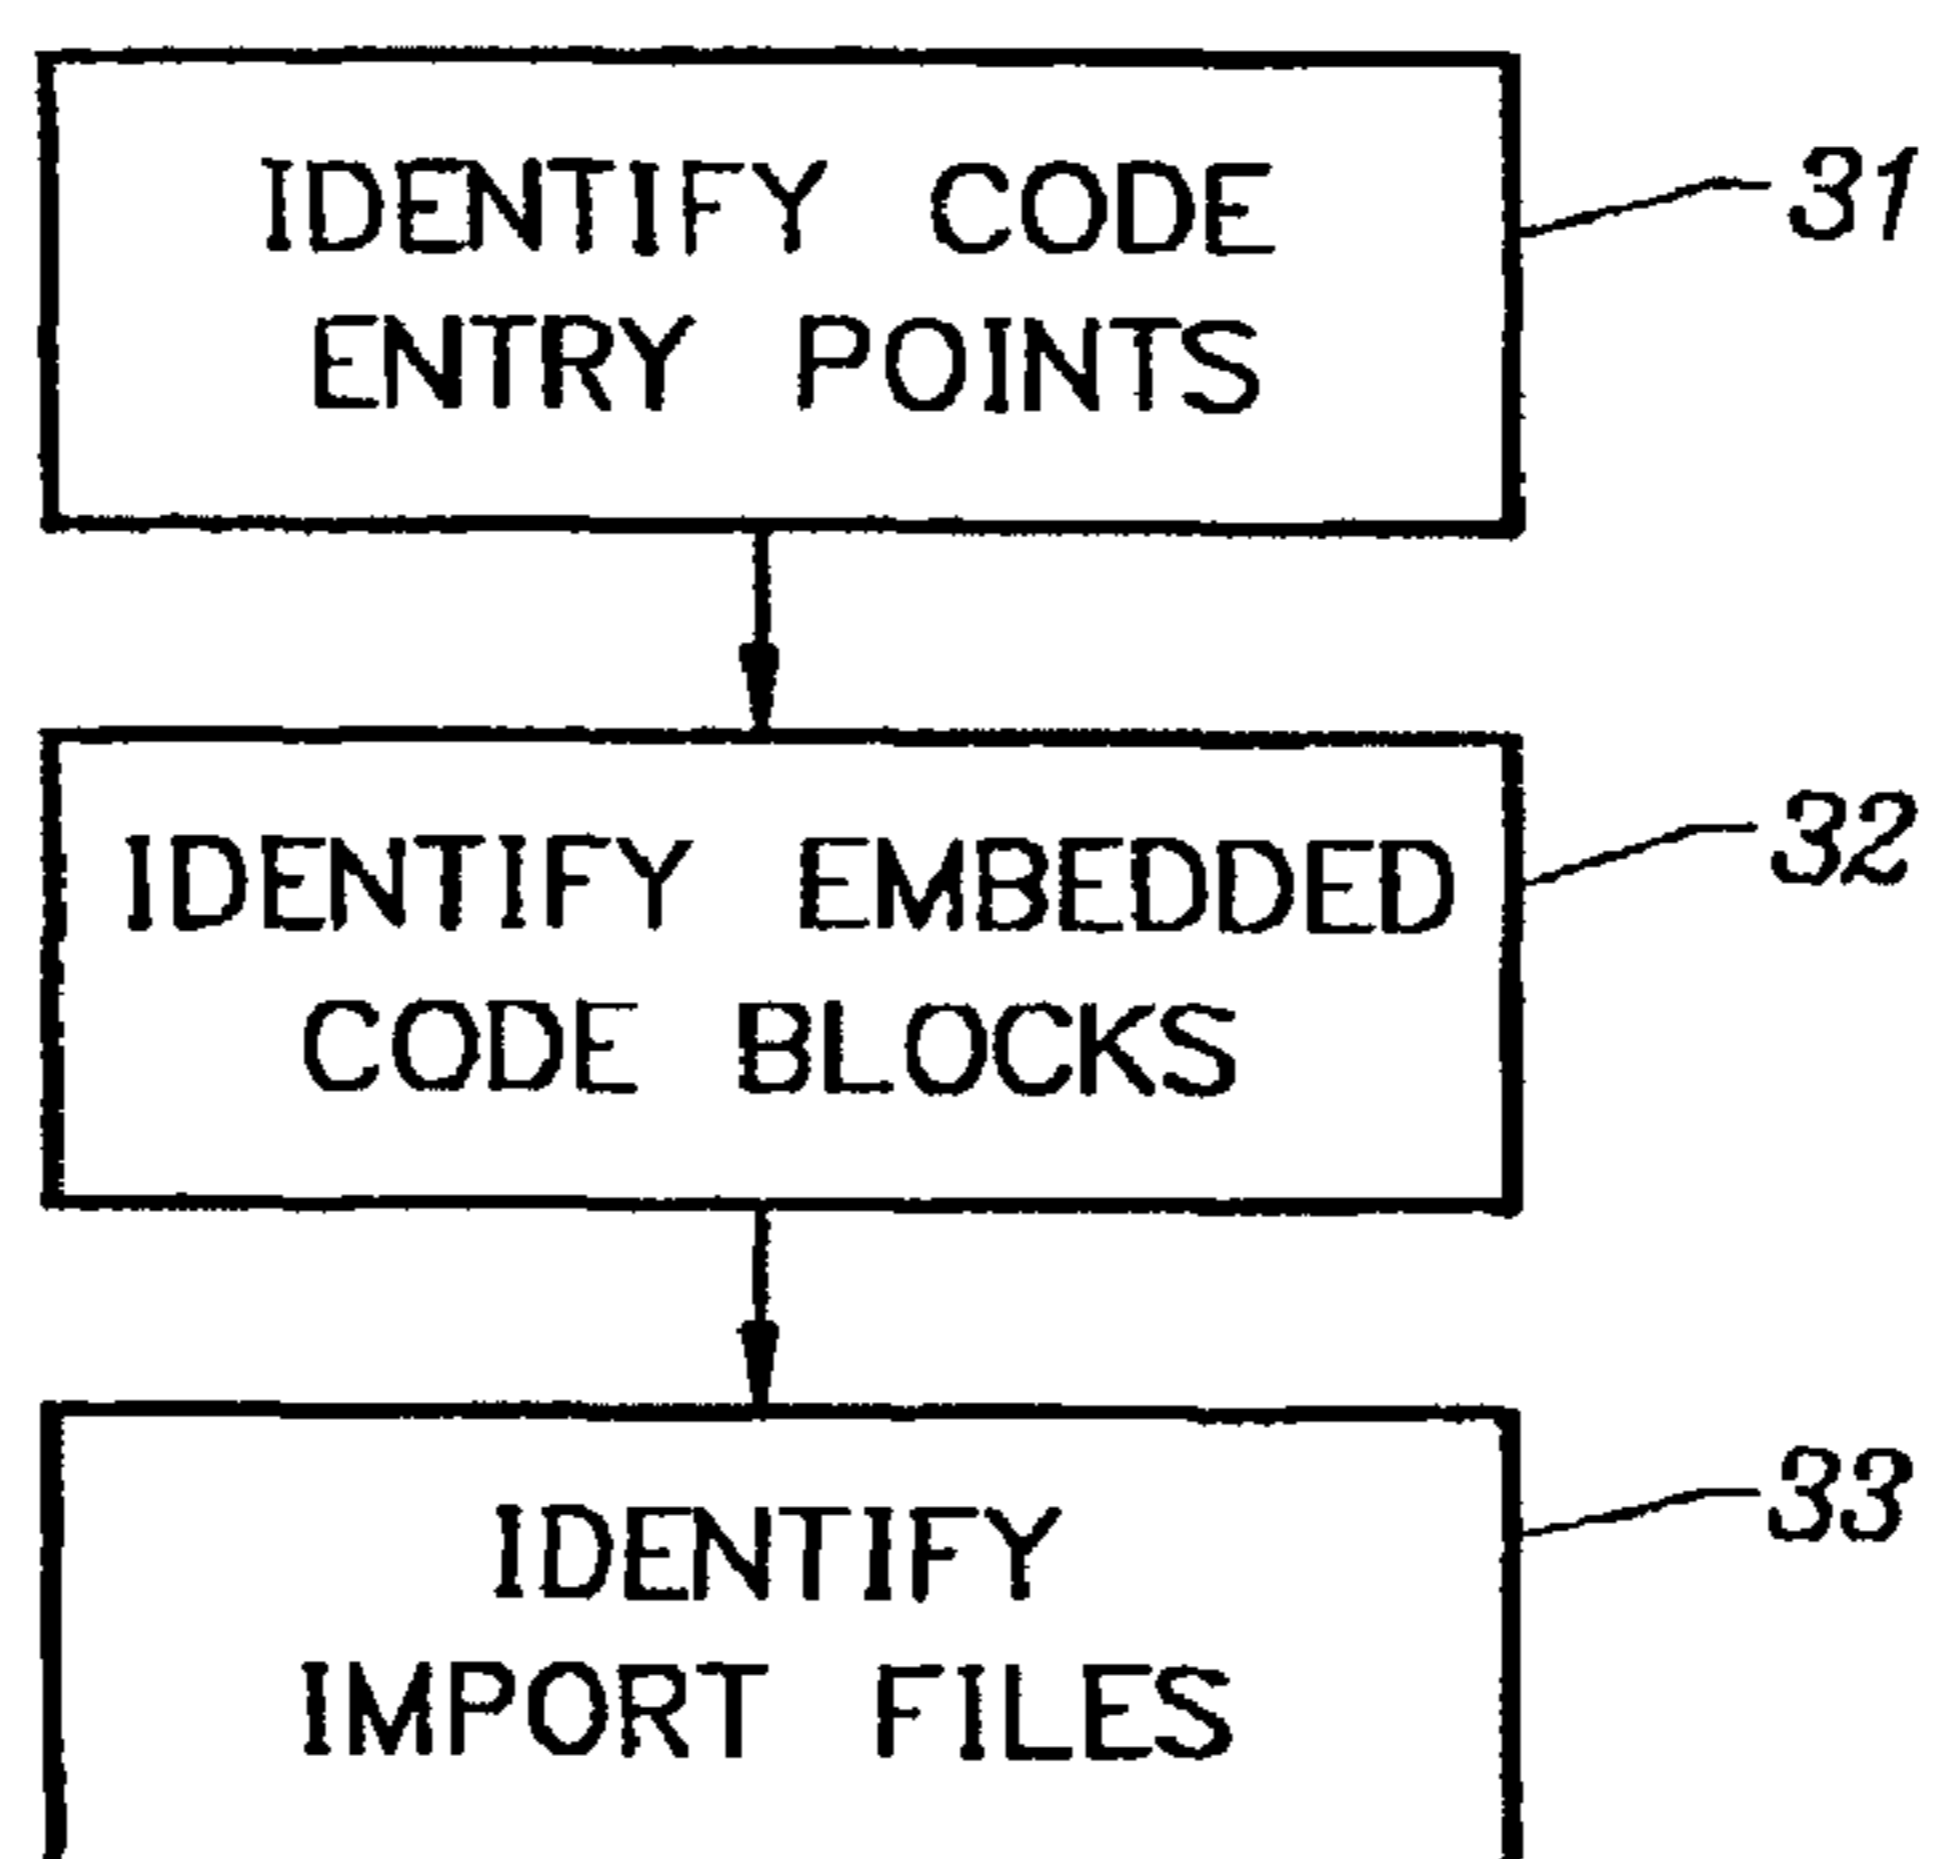 IDENTIFY CODE
ENTRY POINTS
31
IDENTIFY EMBEDDED
CODE BLOCKS
32
IDENTIFY
IMPORT FILES
33